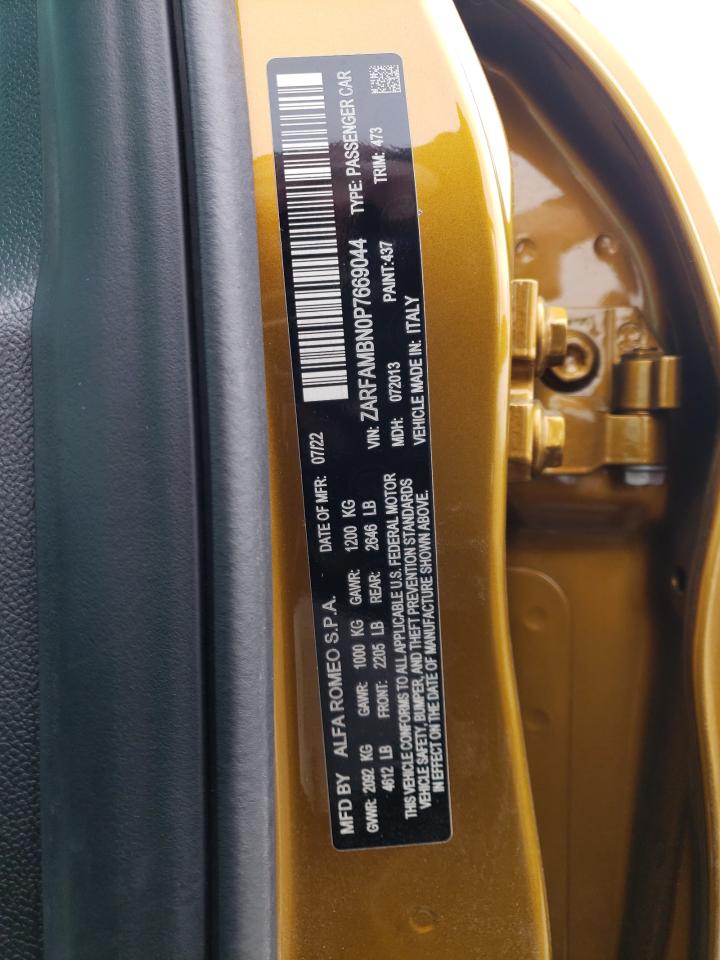 MFD BY ALFA ROMEO S.P.A. DATE OF MFR: 07/22
GVWR: 2092 KG GAWR: 1000 KG GAWR: 1200 KG VIN: ZARFAMBN0P7669044 TYPE: PASSENGER CAR
4612 LB FRONT: 2205 LB REAR: 2646 LB MDH: 072013 PAINT:437 TRIM: 473
THIS VEHICLE CONFORMS TO ALL APPLICABLE U.S. FEDERAL MOTOR VEHICLE MADE IN: ITALY
VEHICLE SAFETY, BUMPER, AND THEFT PREVENTION STANDARDS
IN EFFECT ON THE DATE OF MANUFACTURE SHOWN ABOVE.